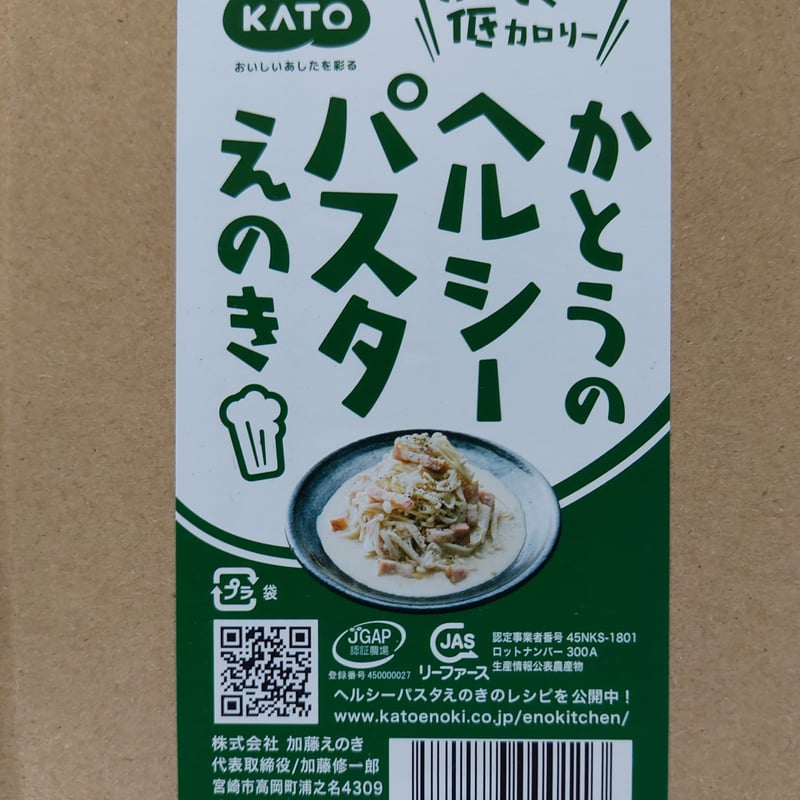 KATO
おいしいあしたを彩る
低カロリー
かとうの
ヘルシー
パスタ
えのき
プラ
袋
JGAP
認証農場
登録番号 450000027
JAS
リーファース
認定事業者番号 45NKS-1801
ロットナンバー 300A
生産情報公表農産物
ヘルシーパスタえのきのレシピを公開中!
www.katoenoki.co.jp/enokitchen/
株式会社 加藤えのき
代表取締役/加藤修一郎
宮崎市高岡町浦之名4309